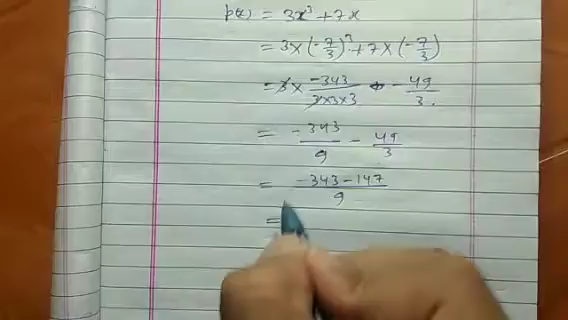 p(x) = 3x³ + 7x
= 3 × (-7/3)³ + 7 × (-7/3)
= 3 × -343/3×3×3 - 49/3.
= -343/9 - 49/3
= -343-147/9
=